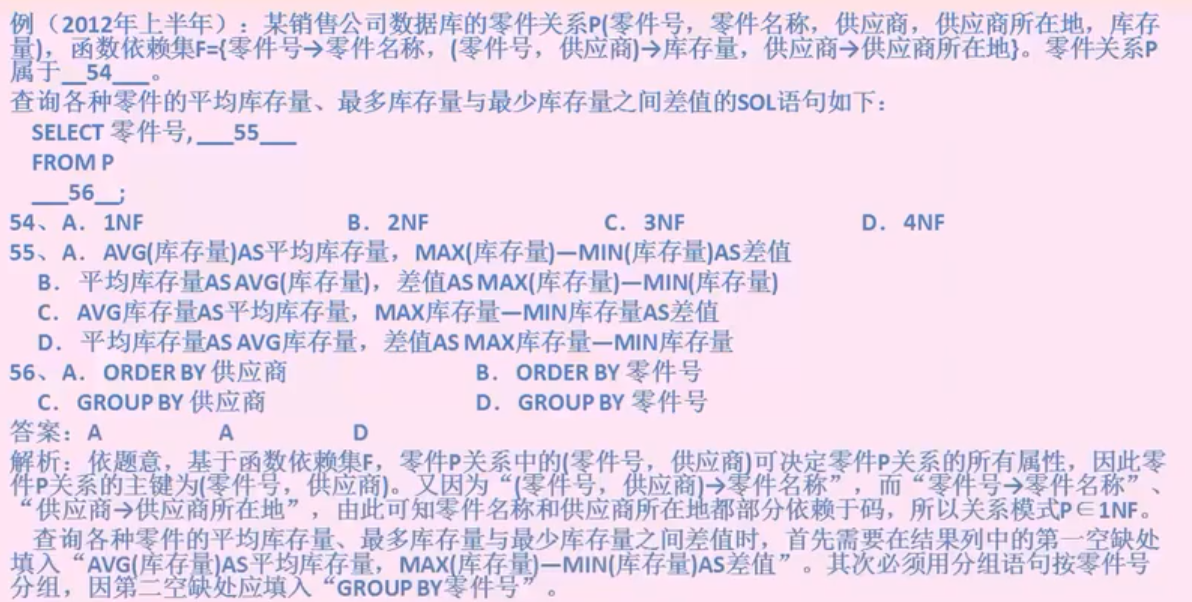 例（2012年上半年）：某销售公司数据库的零件关系P(零件号，零件名称，供应商，供应商所在地，库存
量)，函数依赖集F={零件号→零件名称，(零件号，供应商)→库存量，供应商→供应商所在地}。零件关系P
属于__54___。
查询各种零件的平均库存量、最多库存量与最少库存量之间差值的SOL语句如下：
SELECT 零件号,___55___
FROM P
___56__;
54、A．1NF B．2NF C．3NF D．4NF
55、A．AVG(库存量)AS平均库存量，MAX(库存量)—MIN(库存量)AS差值
B．平均库存量AS AVG(库存量)，差值AS MAX(库存量)—MIN(库存量)
C．AVG库存量AS平均库存量，MAX库存量—MIN库存量AS差值
D．平均库存量AS AVG库存量，差值AS MAX库存量—MIN库存量
56、A．ORDER BY 供应商 B．ORDER BY 零件号
C．GROUP BY 供应商 D．GROUP BY 零件号
答案：A A D
解析：依题意，基于函数依赖集F，零件P关系中的(零件号，供应商)可决定零件P关系的所有属性，因此零
件P关系的主键为(零件号，供应商)。又因为“(零件号，供应商)→零件名称”，而“零件号→零件名称”、
“供应商→供应商所在地”，由此可知零件名称和供应商所在地都部分依赖于码，所以关系模式P∈1NF。
查询各种零件的平均库存量、最多库存量与最少库存量之间差值时，首先需要在结果列中的第一空缺处
填入“AVG(库存量)AS平均库存量，MAX(库存量)—MIN(库存量)AS差值”。其次必须用分组语句按零件号
分组，因第二空缺处应填入“GROUP BY零件号”。